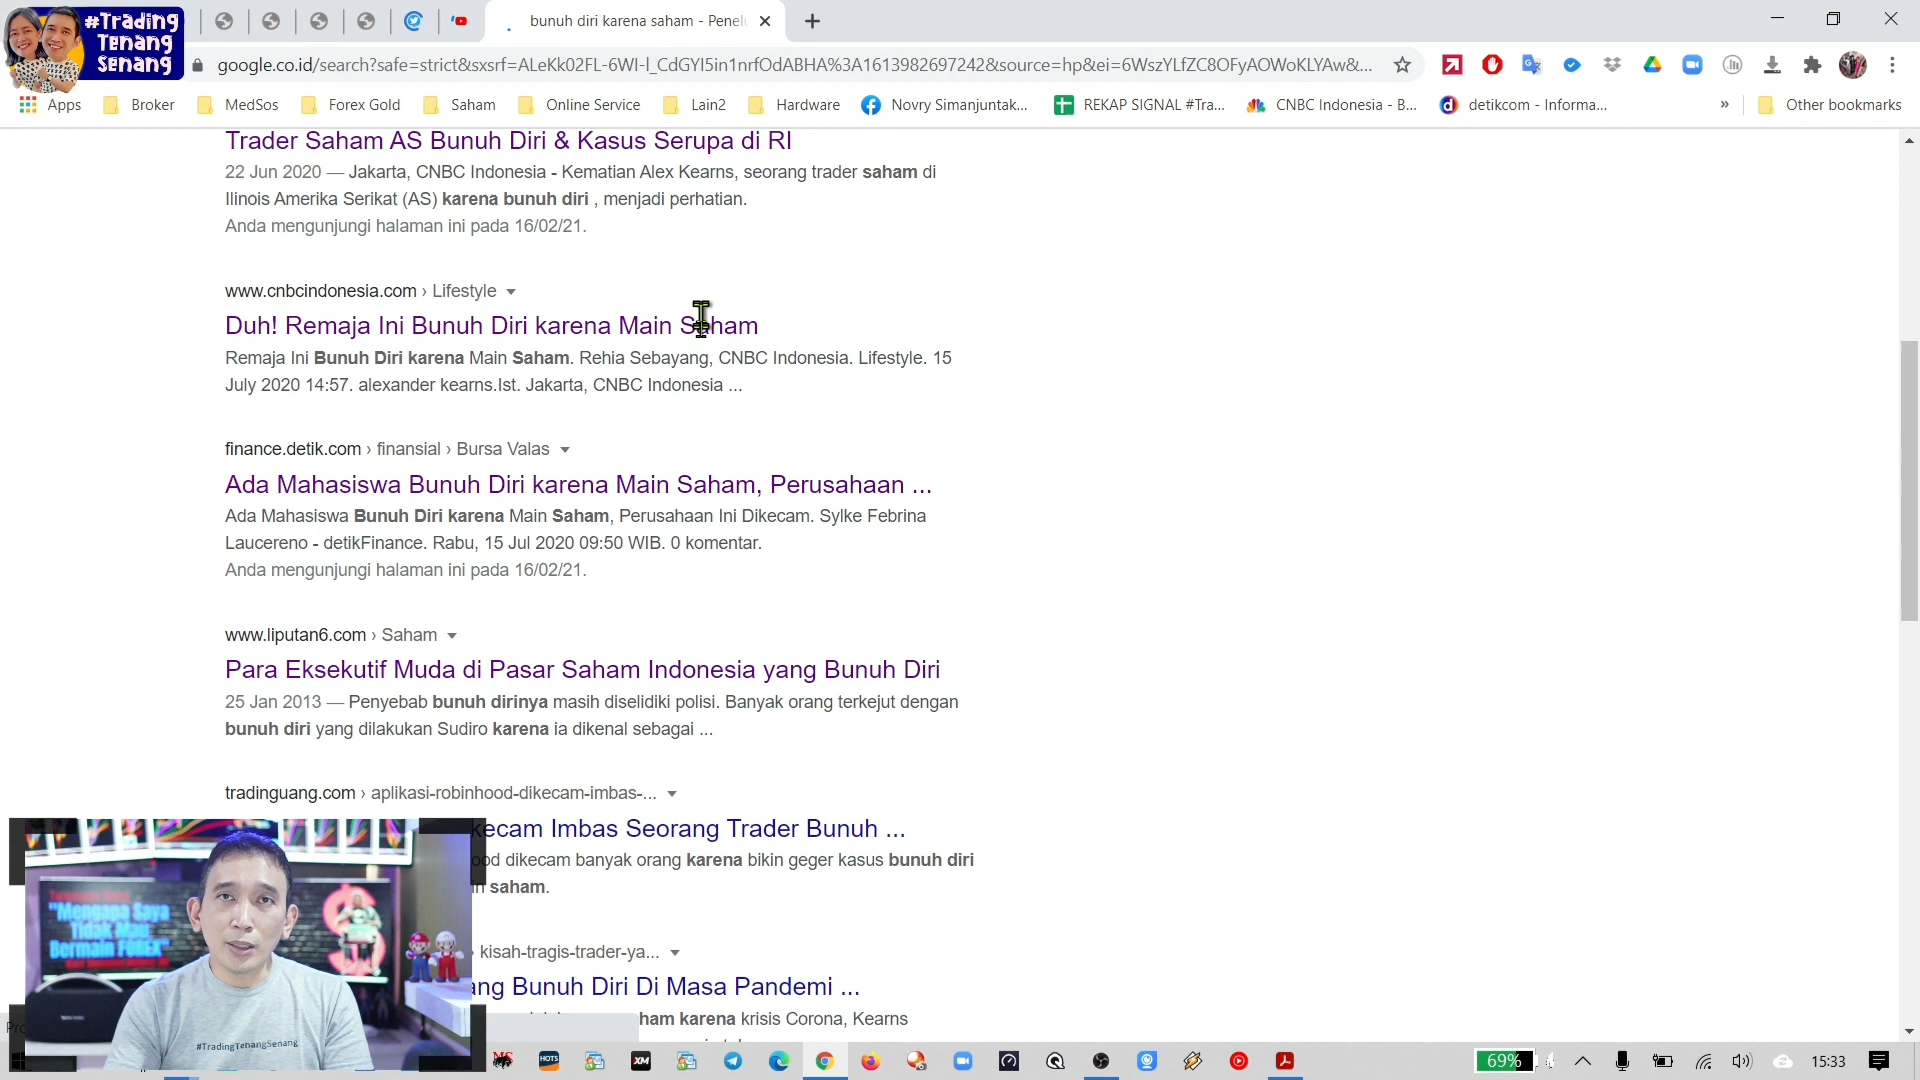 #Trading
Tenang
Senang
bunuh diri karena saham - Penel
google.co.id/search?safe=strict&sxsrf=ALeKk02FL-6WI-l_CdGYI5in1nrfOdABHA%3A1613982697242&source=hp&ei=6WszYLfZC8OFyAOWoKLYAw&...
Apps Broker MedSos Forex Gold Saham Online Service Lain2 Hardware Novry Simanjuntak... REKAP SIGNAL #Tra... CNBC Indonesia - B... detikcom - Informa... » Other bookmarks
Trader Saham AS Bunuh Diri & Kasus Serupa di RI
22 Jun 2020 — Jakarta, CNBC Indonesia - Kematian Alex Kearns, seorang trader saham di
Ilinois Amerika Serikat (AS) karena bunuh diri , menjadi perhatian.
Anda mengunjungi halaman ini pada 16/02/21.
www.cnbcindonesia.com › Lifestyle
Duh! Remaja Ini Bunuh Diri karena Main Saham
Remaja Ini Bunuh Diri karena Main Saham. Rehia Sebayang, CNBC Indonesia. Lifestyle. 15
July 2020 14:57. alexander kearns.Ist. Jakarta, CNBC Indonesia ...
finance.detik.com › finansial › Bursa Valas
Ada Mahasiswa Bunuh Diri karena Main Saham, Perusahaan ...
Ada Mahasiswa Bunuh Diri karena Main Saham, Perusahaan Ini Dikecam. Sylke Febrina
Laucereno - detikFinance. Rabu, 15 Jul 2020 09:50 WIB. 0 komentar.
Anda mengunjungi halaman ini pada 16/02/21.
www.liputan6.com › Saham
Para Eksekutif Muda di Pasar Saham Indonesia yang Bunuh Diri
25 Jan 2013 — Penyebab bunuh dirinya masih diselidiki polisi. Banyak orang terkejut dengan
bunuh diri yang dilakukan Sudiro karena ia dikenal sebagai ...
tradinguang.com › aplikasi-robinhood-dikecam-imbas-...
kecam Imbas Seorang Trader Bunuh ...
ood dikecam banyak orang karena bikin geger kasus bunuh diri
n saham.
› kisah-tragis-trader-ya...
ang Bunuh Diri Di Masa Pandemi ...
ham karena krisis Corona, Kearns
"Mengapa Saya
Tidak Mau
Bermain FOREX"
#TradingTenangSenang
HOTS XM 69% 15:33